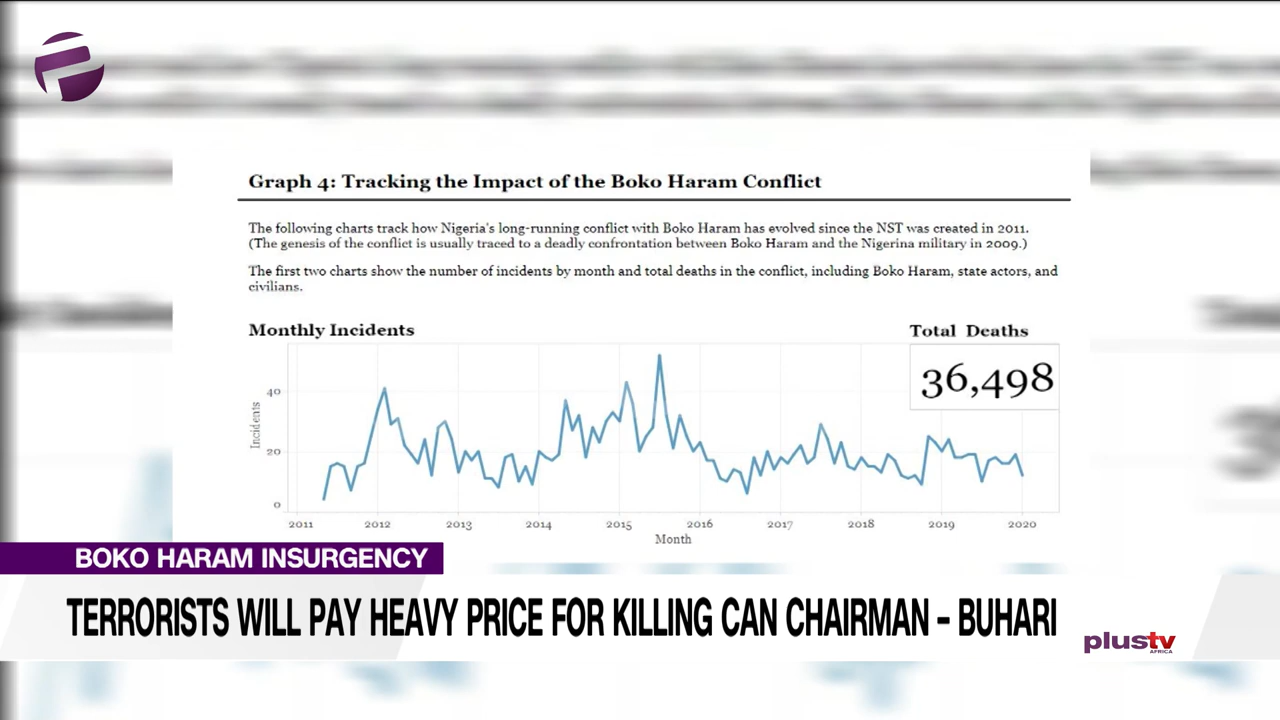 Graph 4: Tracking the Impact of the Boko Haram Conflict
The following charts track how Nigeria's long-running conflict with Boko Haram has evolved since the NST was created in 2011.
(The genesis of the conflict is usually traced to a deadly confrontation between Boko Haram and the Nigerina military in 2009.)
The first two charts show the number of incidents by month and total deaths in the conflict, including Boko Haram, state actors, and
civilians.
Monthly Incidents
Total Deaths
36,498
Incidents
40
20
0
2011 2012 2013 2014 2015 2016 2017 2018 2019 2020
Month
BOKO HARAM INSURGENCY
TERRORISTS WILL PAY HEAVY PRICE FOR KILLING CAN CHAIRMAN – BUHARI
plustv
AFRICA